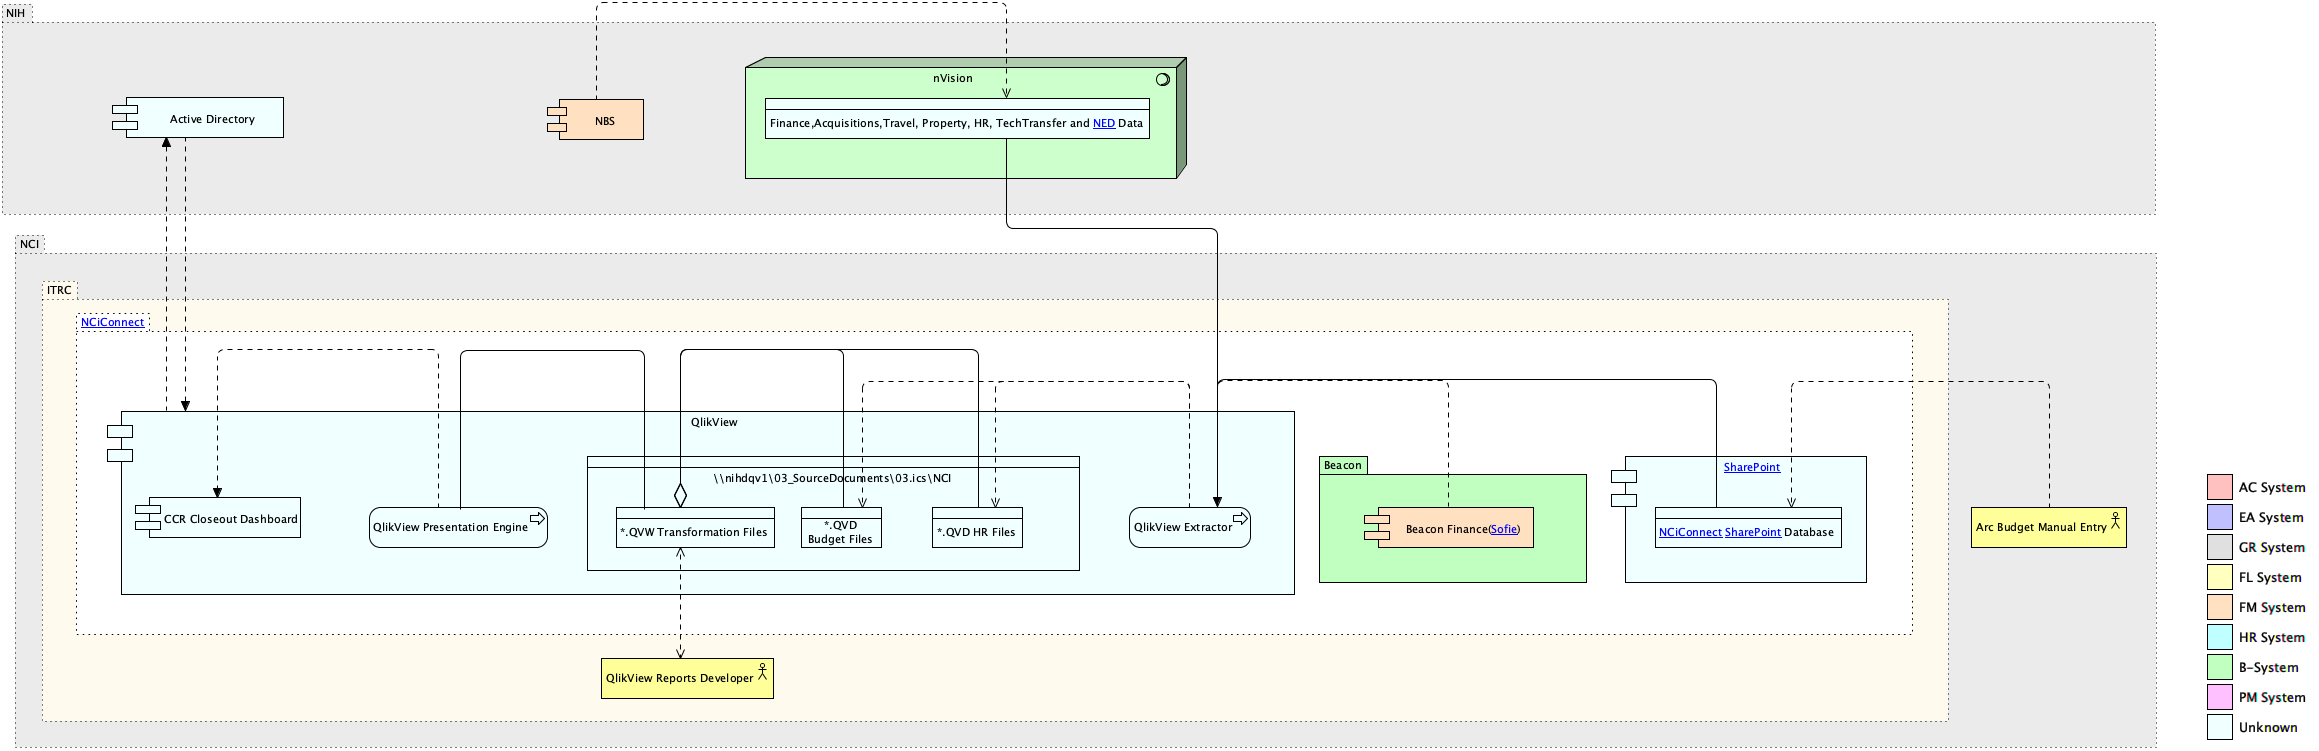 NIH
nVision
Active Directory
NBS
Finance,Acquisitions,Travel, Property, HR, TechTransfer and NED Data
NCI
ITRC
NCiConnect
QlikView
Beacon
SharePoint
\\nihdqv1\03_SourceDocuments\03.ics\NCI
CCR Closeout Dashboard
QlikView Presentation Engine
*.QVW Transformation Files
*.QVD
Budget Files
*.QVD HR Files
QlikView Extractor
Beacon Finance(Sofie)
NCiConnect SharePoint Database
Arc Budget Manual Entry
QlikView Reports Developer
AC System
EA System
GR System
FL System
FM System
HR System
B-System
PM System
Unknown